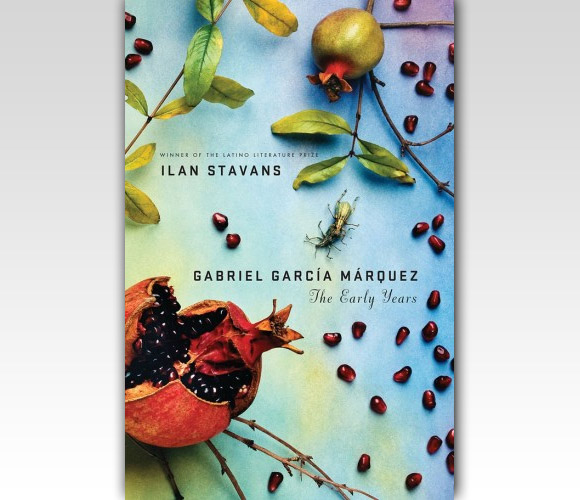 WINNER OF THE LATINO LITERATURE PRIZE
ILAN STAVANS
GABRIEL GARCÍA MÁRQUEZ
The Early Years